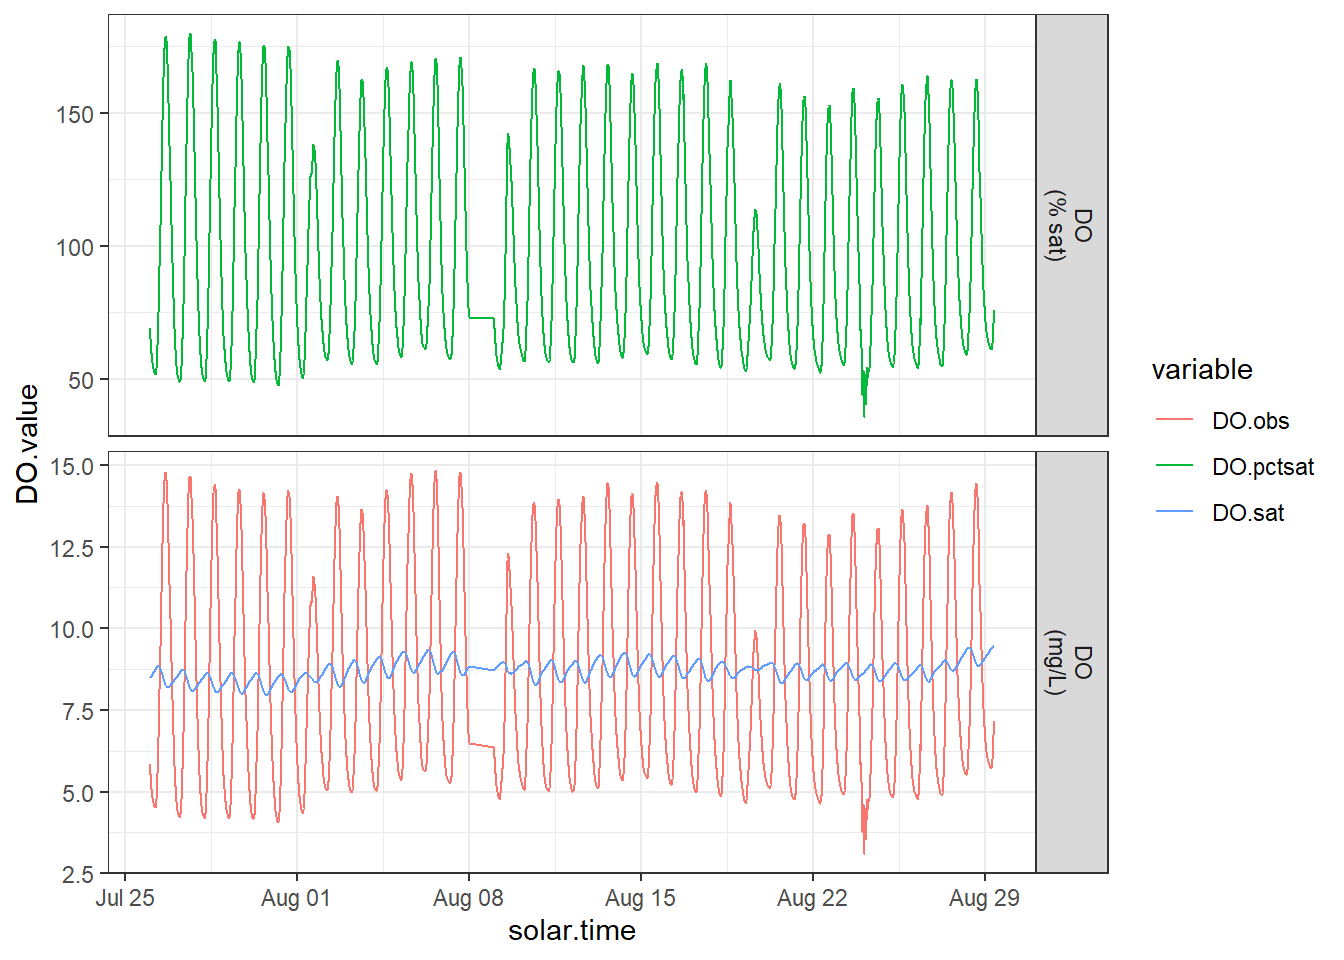 150
100
50
DO
(% sat)
DO.value
15.0
12.5
10.0
7.5
5.0
2.5
DO
(mg/L)
Jul 25
Aug 01
Aug 08
Aug 15
Aug 22
Aug 29
solar.time
variable
DO.obs
DO.pctsat
DO.sat